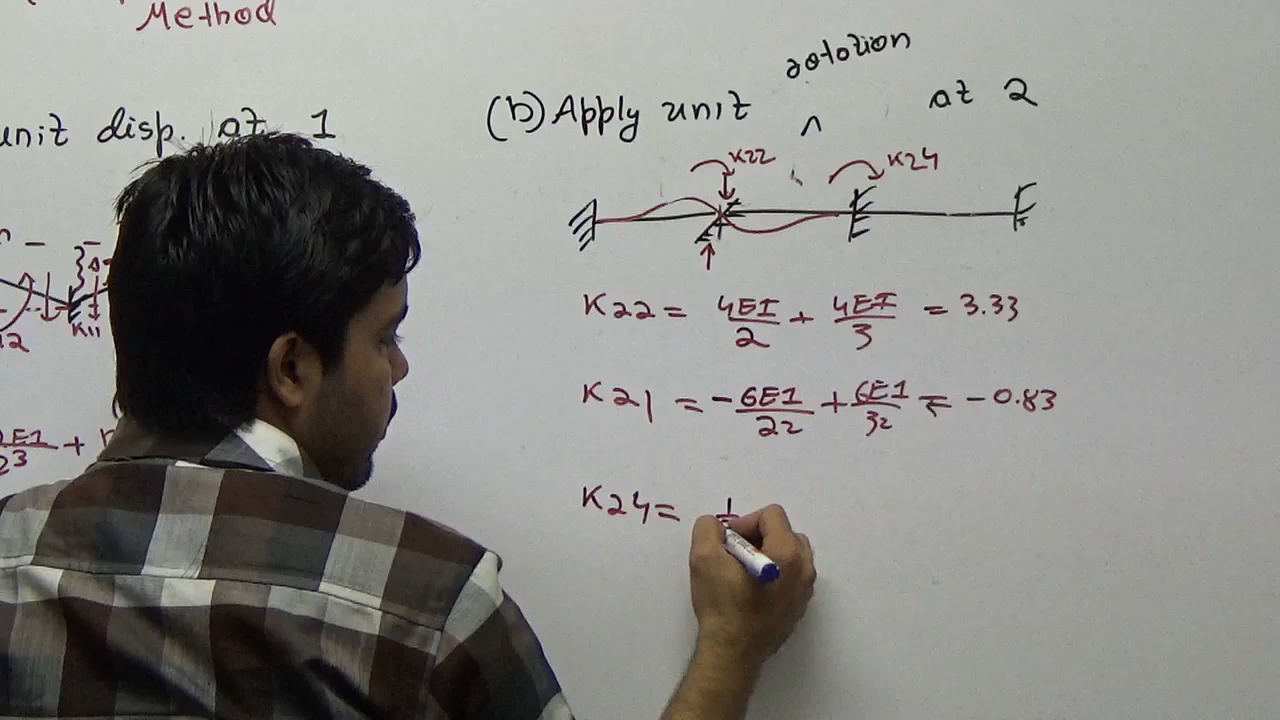 Method
unit disp. at 1
K11
(b) Apply unit ^ rotation at 2
K22
K24
K22 = 4EI/2 + 4EI/3 = 3.33
K21 = -6EI/2² + 6EI/3² = -0.83
K24 =